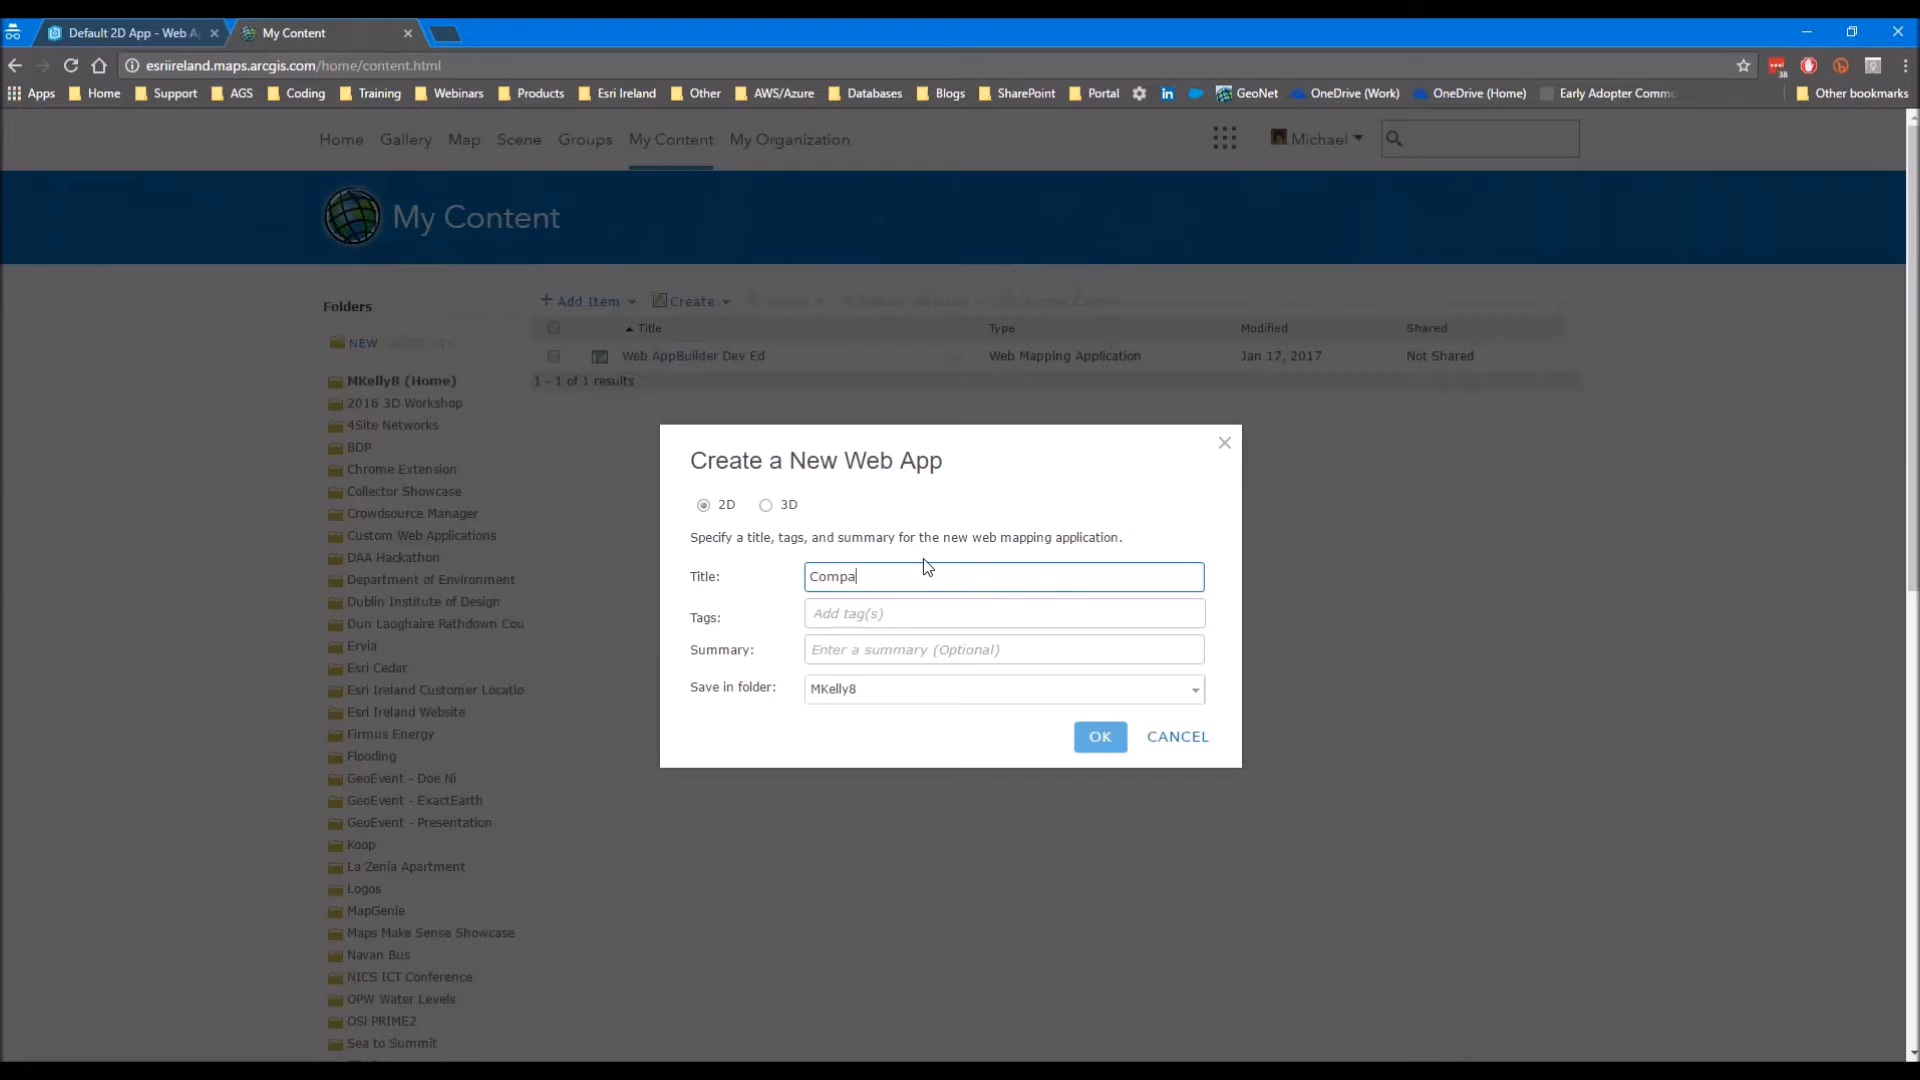 Default 2D App - Web A
My Content
esriireland.maps.arcgis.com/home/content.html
38
Apps Home Support AGS Coding Training Webinars Products Esri Ireland Other AWS/Azure Databases Blogs SharePoint Portal GeoNet OneDrive (Work) OneDrive (Home) Early Adopter Comm Other bookmarks
Home Gallery Map Scene Groups My Content My Organization Michael
My Content
Folders
Add Item Create
Title Type Modified Shared
NEW
Web AppBuilder Dev Ed Web Mapping Application Jan 17, 2017 Not Shared
1 - 1 of 1 results
MKelly8 (Home)
2016 3D Workshop
4Site Networks
BDP
Chrome Extension
Collector Showcase
Crowdsource Manager
Custom Web Applications
DAA Hackathon
Department of Environment
Dublin Institute of Design
Dun Laoghaire Rathdown Cou
Ervia
Esri Cedar
Esri Ireland Customer Locatio
Esri Ireland Website
Firmus Energy
Flooding
GeoEvent - Doe Ni
GeoEvent - ExactEarth
GeoEvent - Presentation
Koop
La Zenia Apartment
Logos
MapGenie
Maps Make Sense Showcase
Navan Bus
NICS ICT Conference
OPW Water Levels
OSi PRIME2
Sea to Summit
Create a New Web App
2D 3D
Specify a title, tags, and summary for the new web mapping application.
Title: Compa
Tags: Add tag(s)
Summary: Enter a summary (Optional)
Save in folder: MKelly8
OK CANCEL